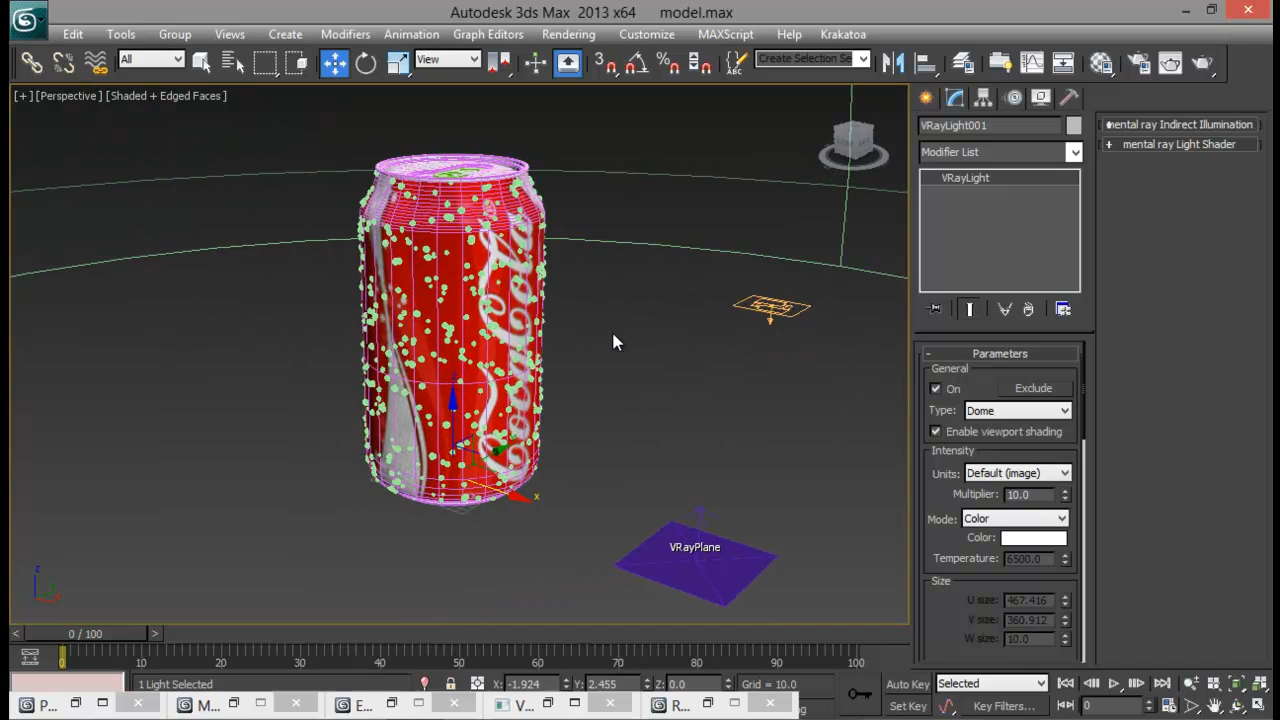 Autodesk 3ds Max 2013 x64 model.max
Edit Tools Group Views Create Modifiers Animation Graph Editors Rendering Customize MAXScript Help Krakatoa
All View 3 Create Selection Se
[+] [Perspective] [Shaded + Edged Faces]
VRayLight001
mental ray Indirect Illumination
+ mental ray Light Shader
Modifier List
VRayLight
Coca-Cola
- Parameters
General
On Exclude
Type: Dome
Enable viewport shading
Intensity
Units: Default (image)
Multiplier: 10.0
Mode: Color
Color:
Temperature: 6500.0
Size
U size: 467.416
V size: 360.912
W size: 10.0
z
x
VRayPlane
z
< 0 / 100 >
0 10 20 30 40 50 60 70 80 90 100
1 Light Selected X: -1.924 Y: 2.455 Z: 0.0 Grid = 10.0 Auto Key Selected
P... M... E... V... R... Set Key Key Filters... 0